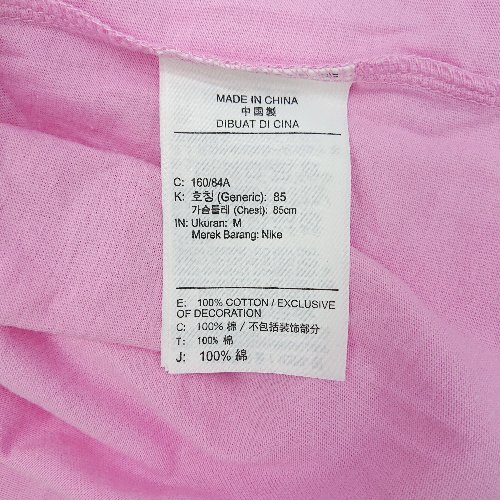 MADE IN CHINA
中国製
DIBUAT DI CINA
C: 160/84A
K: 호칭 (Generic): 85
가슴둘레 (Chest): 85cm
IN: Ukuran: M
Merek Barang: Nike
E: 100% COTTON / EXCLUSIVE
OF DECORATION
C: 100% 棉 / 不包括装饰部分
T: 100% 棉
J: 100% 綿